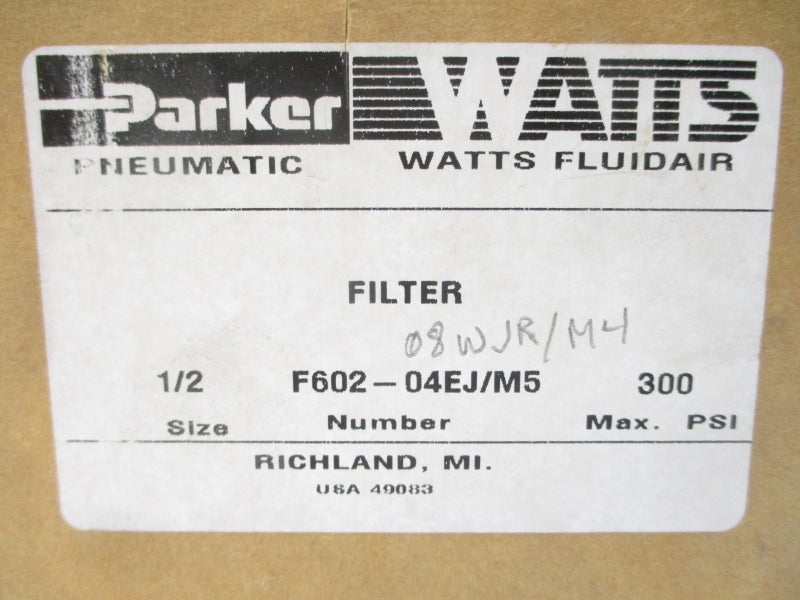 Parker WATTS
PNEUMATIC WATTS FLUIDAIR
FILTER
08WJR/M4
1/2 F602-04EJ/M5 300
Size Number Max. PSI
RICHLAND, MI.
USA 49083